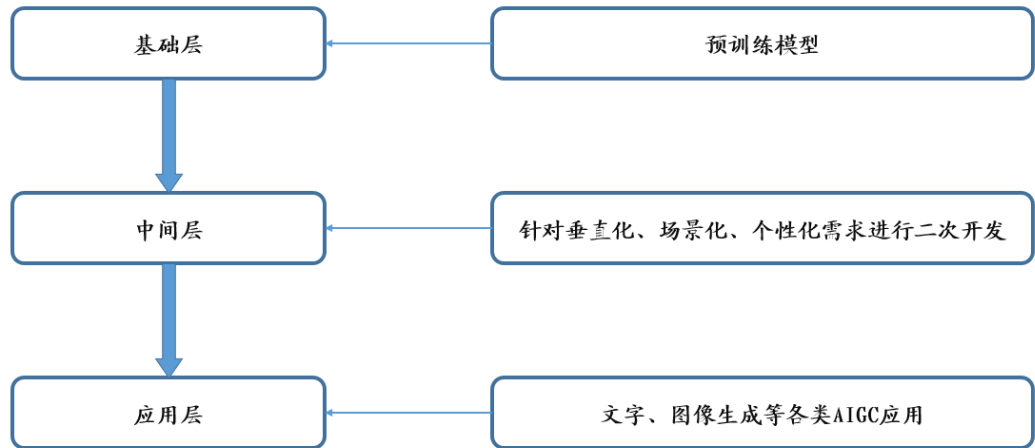 基础层
预训练模型
中间层
针对垂直化、场景化、个性化需求进行二次开发
应用层
文字、图像生成等各类AIGC应用